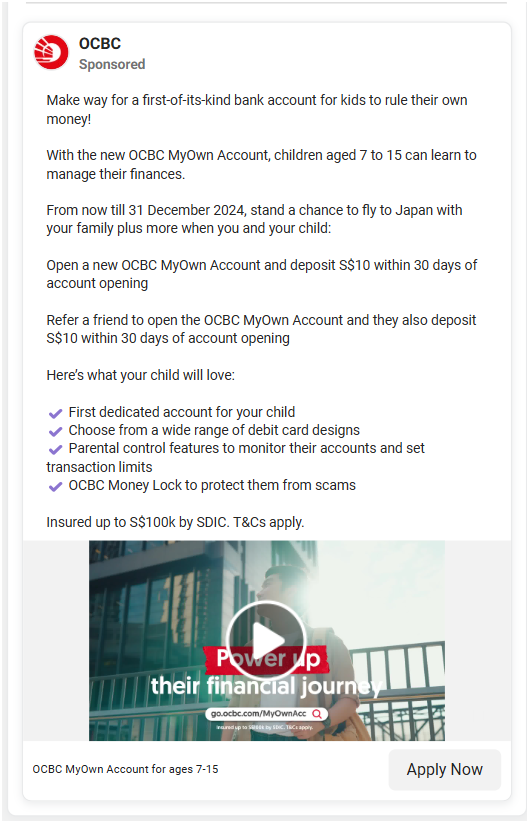 OCBC
Sponsored
Make way for a first-of-its-kind bank account for kids to rule their own
money!
With the new OCBC MyOwn Account, children aged 7 to 15 can learn to
manage their finances.
From now till 31 December 2024, stand a chance to fly to Japan with
your family plus more when you and your child:
Open a new OCBC MyOwn Account and deposit S$10 within 30 days of
account opening
Refer a friend to open the OCBC MyOwn Account and they also deposit
S$10 within 30 days of account opening
Here’s what your child will love:
First dedicated account for your child
Choose from a wide range of debit card designs
Parental control features to monitor their accounts and set
transaction limits
OCBC Money Lock to protect them from scams
Insured up to S$100k by SDIC. T&Cs apply.
Power up
their financial journey
go.ocbc.com/MyOwnAcc
Insured up to S$100k by SDIC. T&Cs apply.
OCBC MyOwn Account for ages 7-15
Apply Now